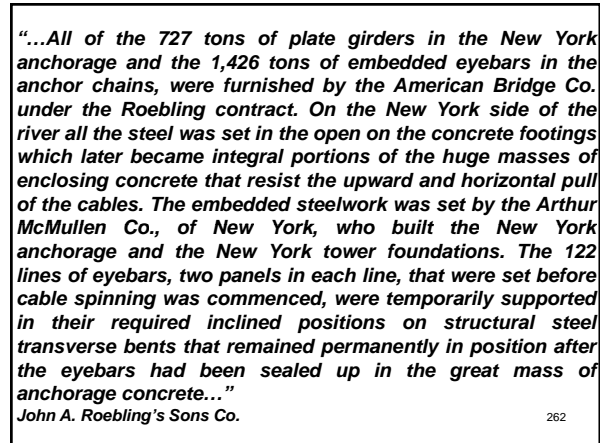 “…All of the 727 tons of plate girders in the New York
anchorage and the 1,426 tons of embedded eyebars in the
anchor chains, were furnished by the American Bridge Co.
under the Roebling contract. On the New York side of the
river all the steel was set in the open on the concrete footings
which later became integral portions of the huge masses of
enclosing concrete that resist the upward and horizontal pull
of the cables. The embedded steelwork was set by the Arthur
McMullen Co., of New York, who built the New York
anchorage and the New York tower foundations. The 122
lines of eyebars, two panels in each line, that were set before
cable spinning was commenced, were temporarily supported
in their required inclined positions on structural steel
transverse bents that remained permanently in position after
the eyebars had been sealed up in the great mass of
anchorage concrete…”
John A. Roebling’s Sons Co.
262